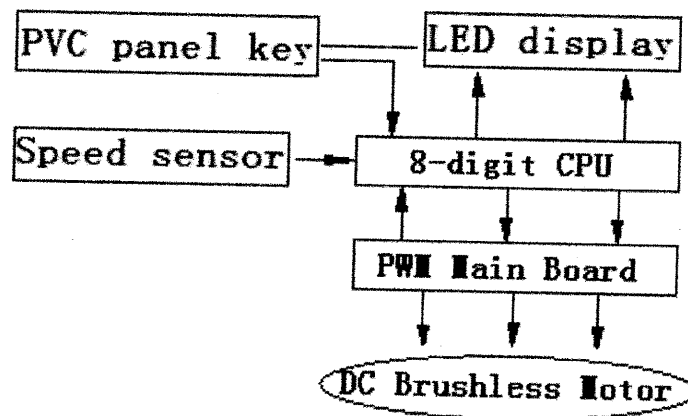 PVC panel key
LED display
Speed sensor
8-digit CPU
PWM Main Board
DC Brushless Motor